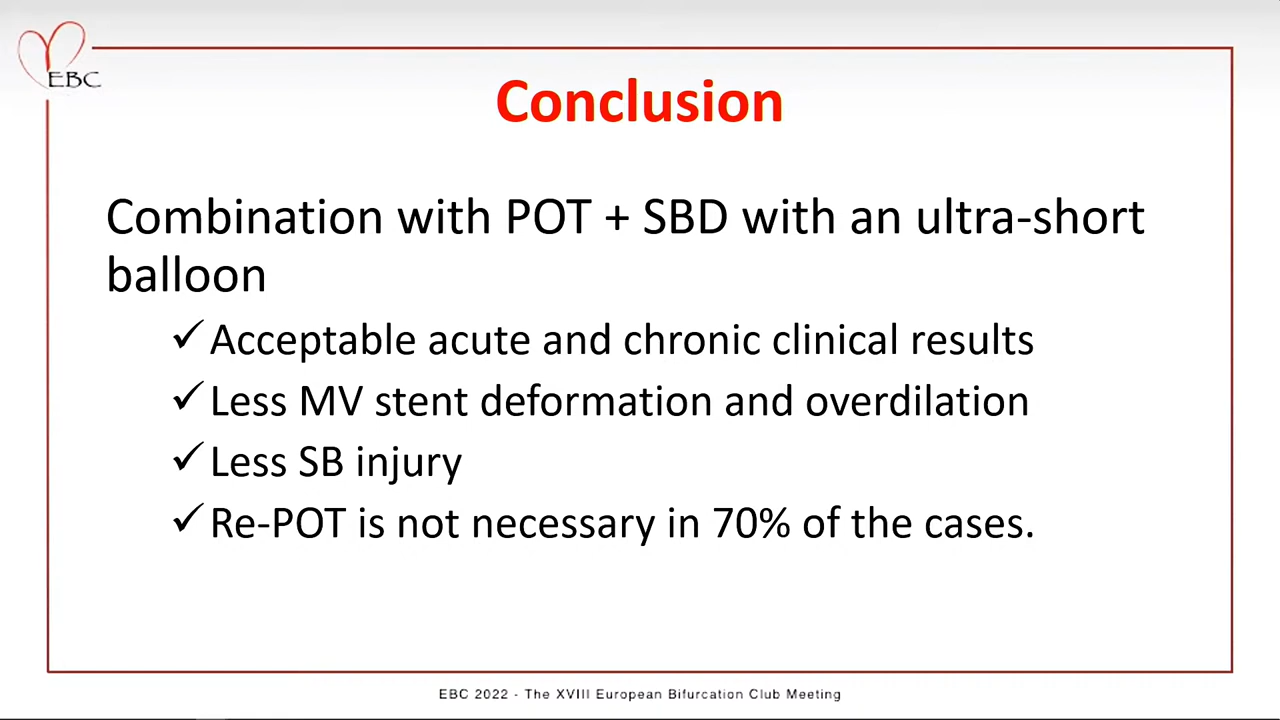 EBC
Conclusion
Combination with POT + SBD with an ultra-short
balloon
✓Acceptable acute and chronic clinical results
✓Less MV stent deformation and overdilation
✓Less SB injury
✓Re-POT is not necessary in 70% of the cases.
EBC 2022 - The XVIII European Bifurcation Club Meeting